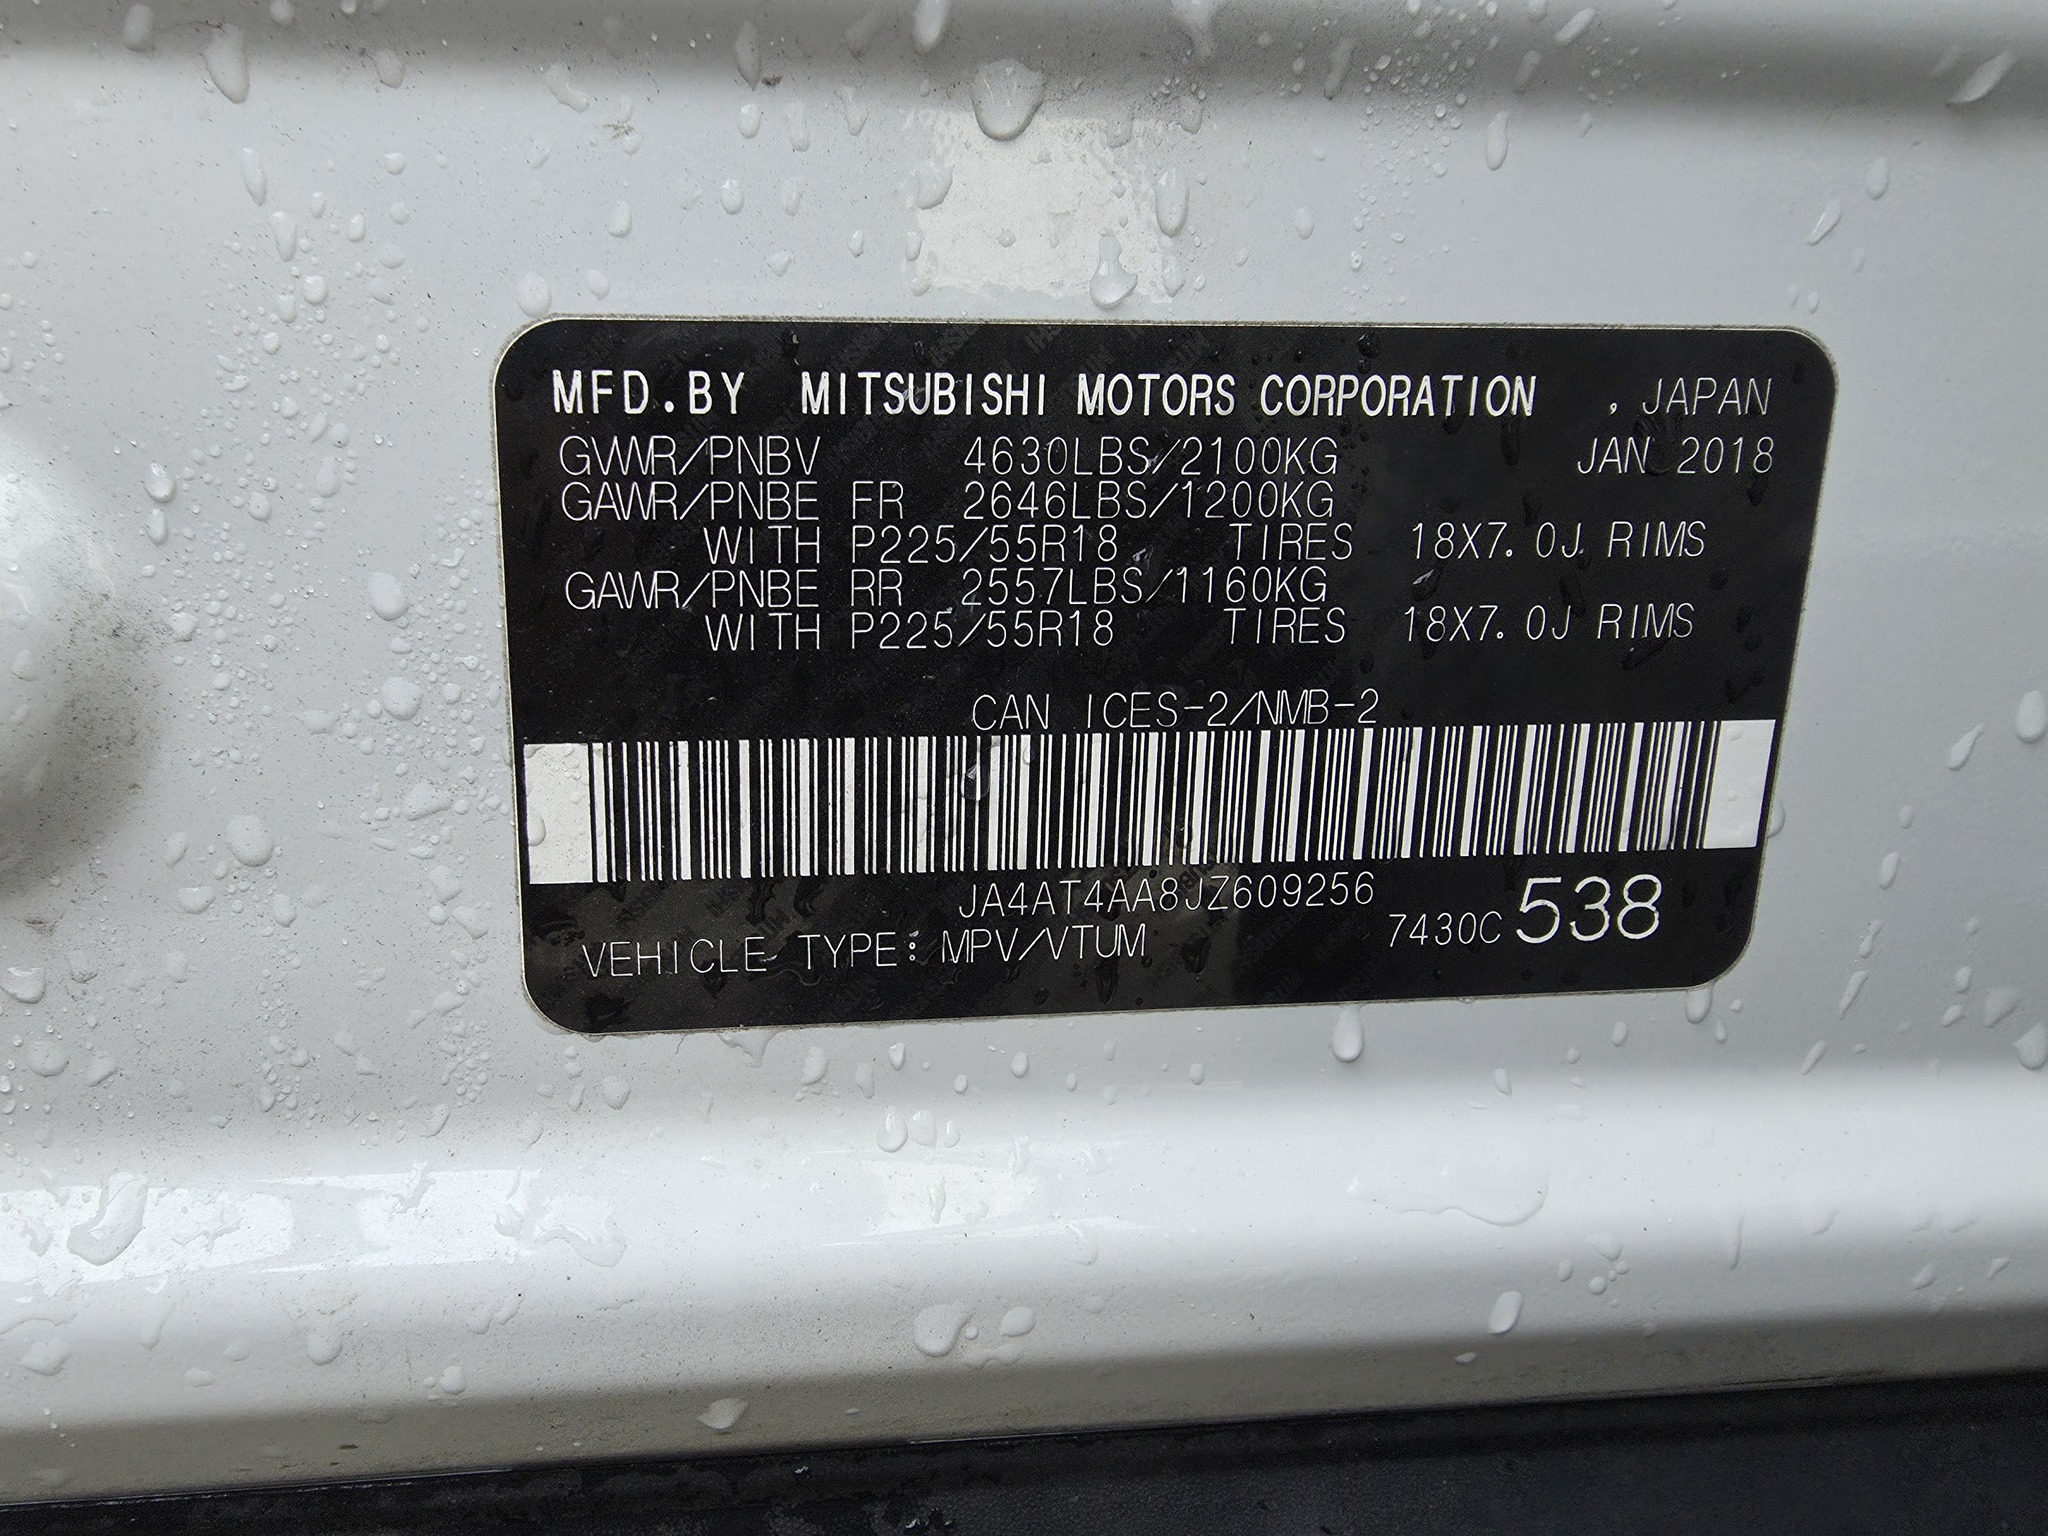 MFD.BY MITSUBISHI MOTORS CORPORATION , JAPAN
GVWR/PNBV 4630LBS/2100KG JAN 2018
GAWR/PNBE FR 2646LBS/1200KG
WITH P225/55R18 TIRES 18X7.0J RIMS
GAWR/PNBE RR 2557LBS/1160KG
WITH P225/55R18 TIRES 18X7.0J RIMS
CAN ICES-2/NMB-2
JA4AT4AA8JZ609256
VEHICLE TYPE: MPV/VTUM 7430C 538